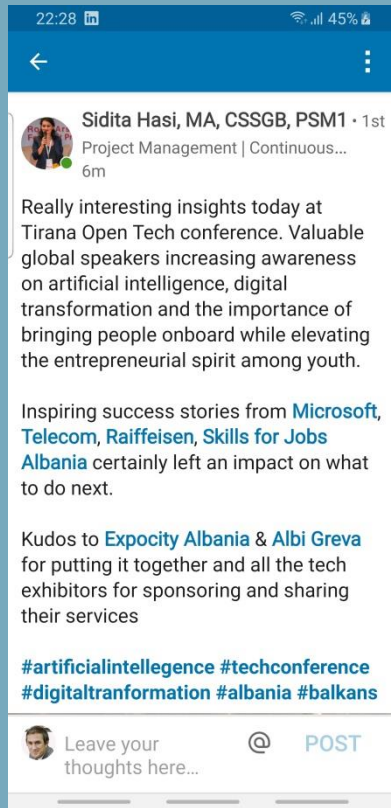 22:28 in 45%
Sidita Hasi, MA, CSSGB, PSM1 · 1st
Project Management | Continuous...
6m
Really interesting insights today at
Tirana Open Tech conference. Valuable
global speakers increasing awareness
on artificial intelligence, digital
transformation and the importance of
bringing people onboard while elevating
the entrepreneurial spirit among youth.
Inspiring success stories from Microsoft,
Telecom, Raiffeisen, Skills for Jobs
Albania certainly left an impact on what
to do next.
Kudos to Expocity Albania & Albi Greva
for putting it together and all the tech
exhibitors for sponsoring and sharing
their services
#artificialintellegence #techconference
#digitaltranformation #albania #balkans
Leave your @ POST
thoughts here...